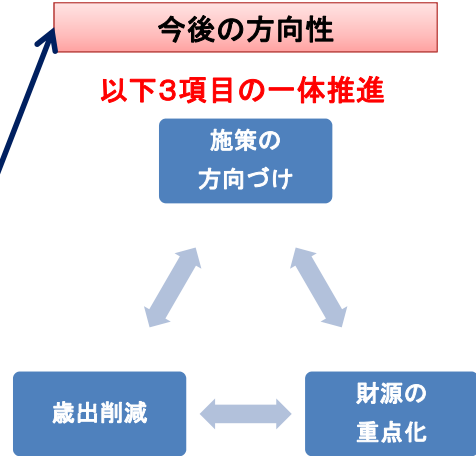 今後の方向性
以下3項目の一体推進
施策の
方向づけ
歳出削減
財源の
重点化